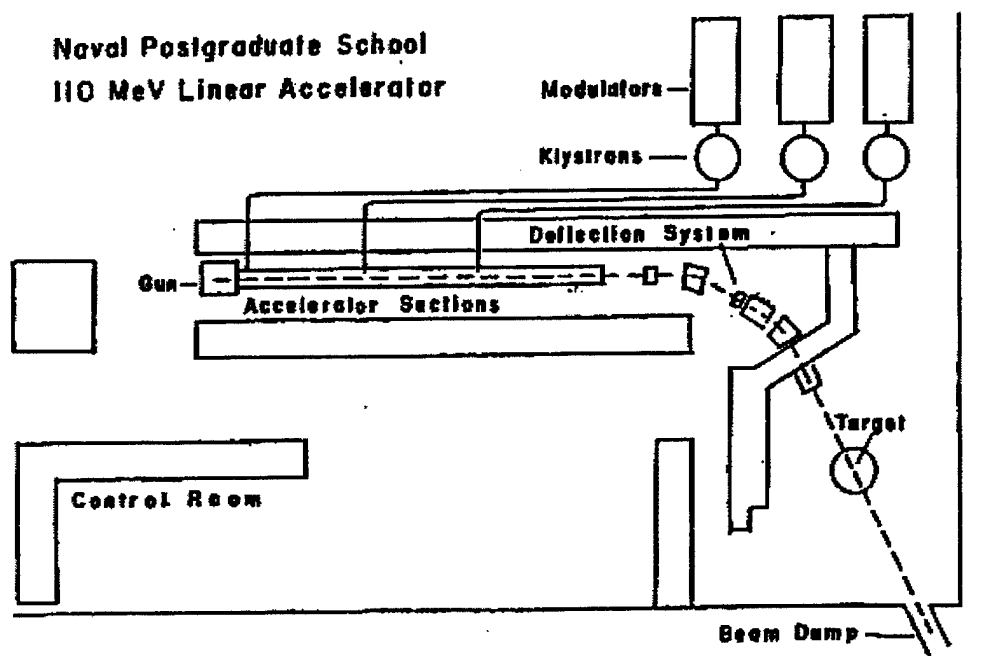 Naval Postgraduate School
110 MeV Linear Accelerator
Modulators
Klystrons
Deflection System
Gun
Accelerator Sections
Target
Control Room
Beam Dump